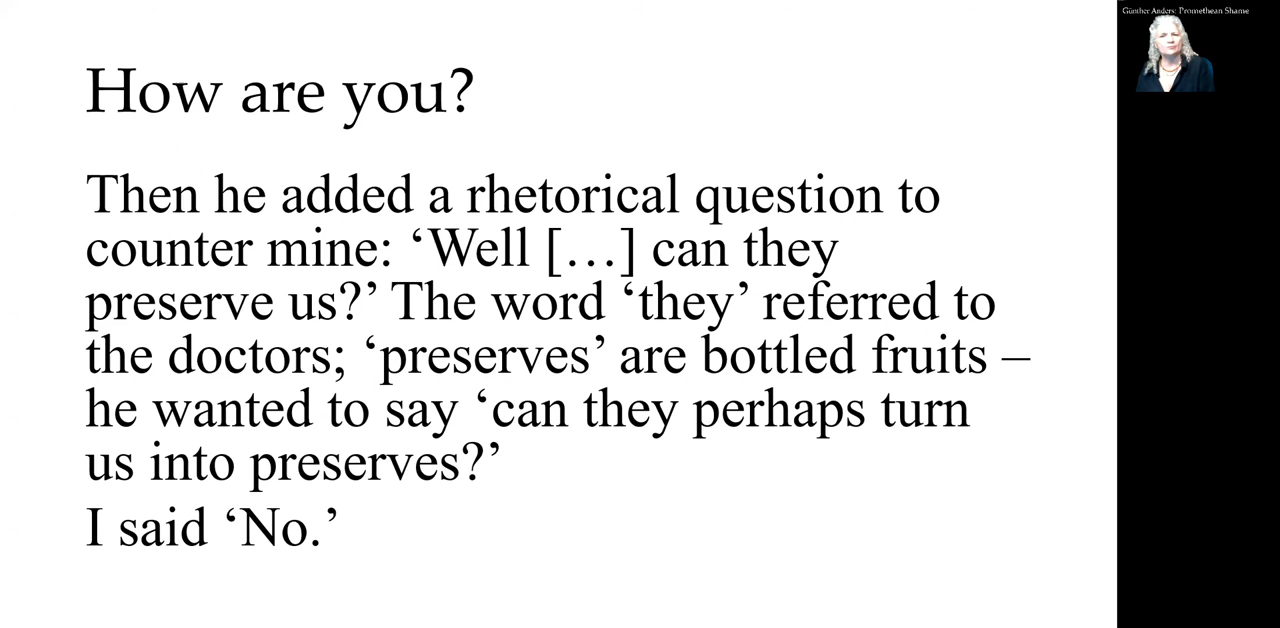 How are you?
Then he added a rhetorical question to
counter mine: ‘Well […] can they
preserve us?’ The word ‘they’ referred to
the doctors; ‘preserves’ are bottled fruits –
he wanted to say ‘can they perhaps turn
us into preserves?’
I said ‘No.’
Günther Anders: Promethean Shame